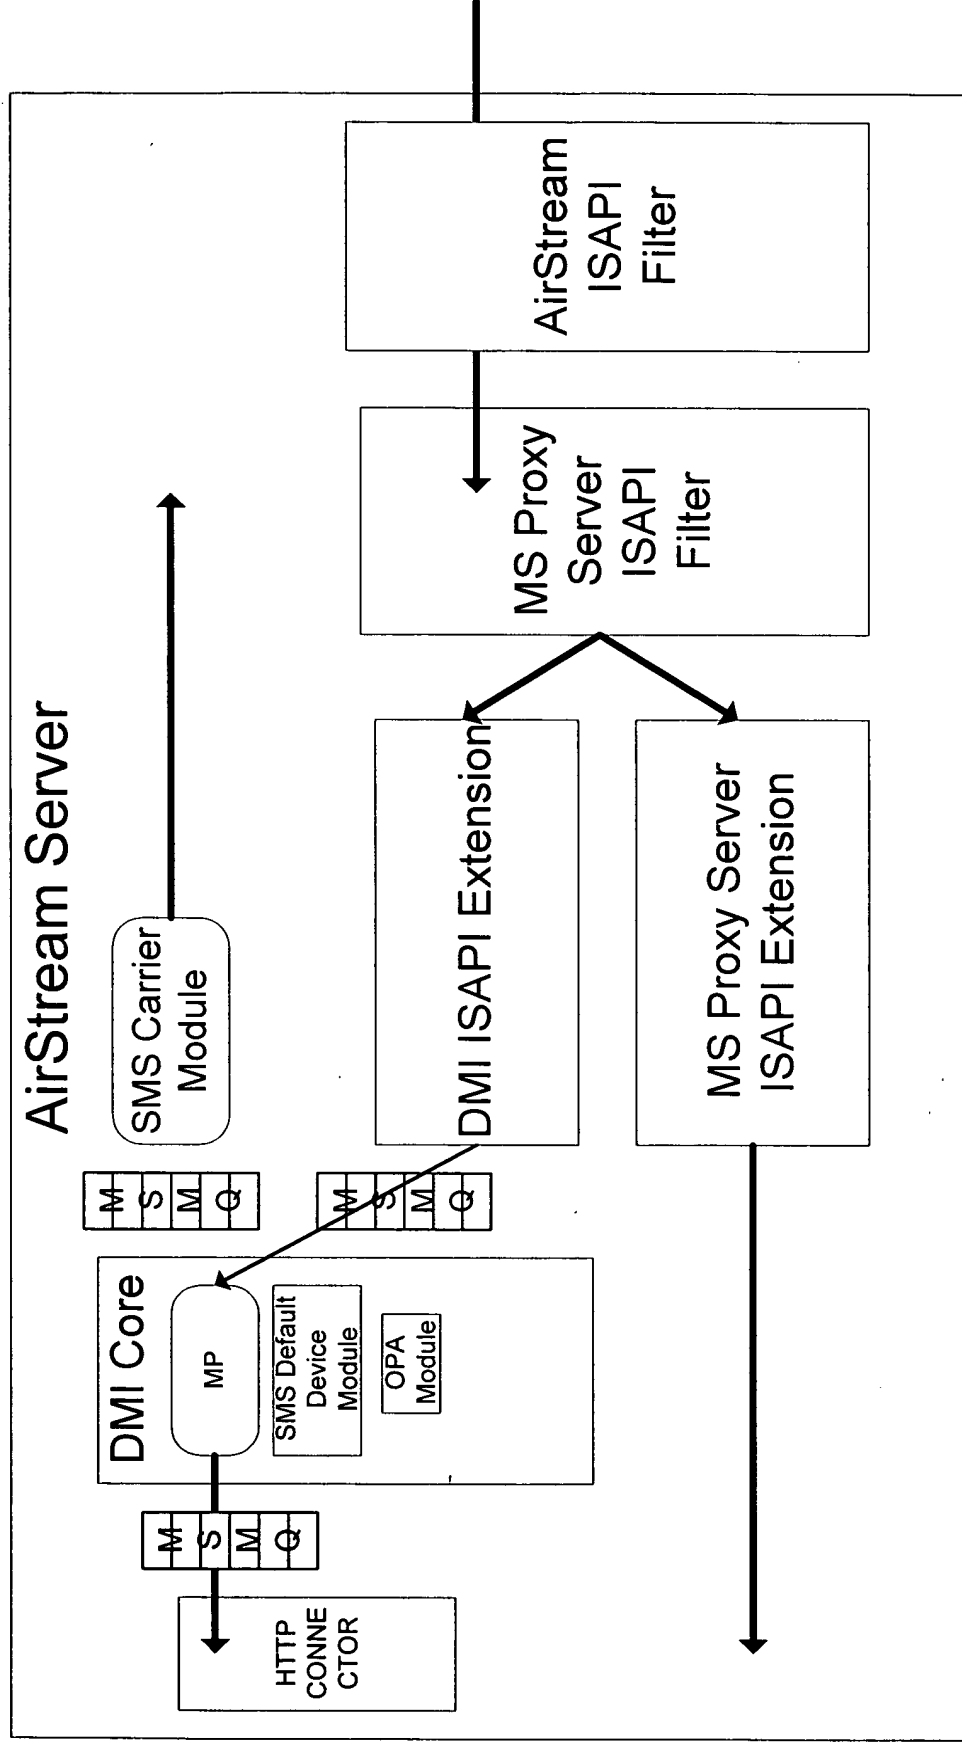 AirStream Server
HTTP
CONNE
CTOR
M
S
M
Q
DMI Core
MP
SMS Default
Device
Module
OPA
Module
M
S
M
Q
M
S
M
Q
SMS Carrier
Module
DMI ISAPI Extension
MS Proxy Server
ISAPI Extension
MS Proxy
Server
ISAPI
Filter
AirStream
ISAPI
Filter